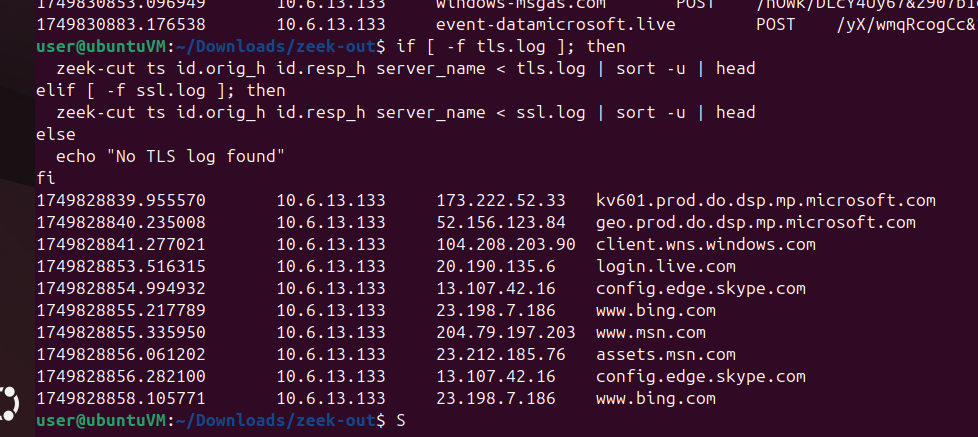 1749830853.096949 10.6.13.133 windows-msgas.com POST
1749830883.176538 10.6.13.133 event-datamicrosoft.live POST /yX/wmqRcogCc&
user@ubuntuVM:~/Downloads/zeek-out$ if [ -f tls.log ]; then
  zeek-cut ts id.orig_h id.resp_h server_name < tls.log | sort -u | head
elif [ -f ssl.log ]; then
  zeek-cut ts id.orig_h id.resp_h server_name < ssl.log | sort -u | head
else
  echo "No TLS log found"
fi
1749828839.955570 10.6.13.133 173.222.52.33 kv601.prod.do.dsp.mp.microsoft.com
1749828840.235008 10.6.13.133 52.156.123.84 geo.prod.do.dsp.mp.microsoft.com
1749828841.277021 10.6.13.133 104.208.203.90 client.wns.windows.com
1749828853.516315 10.6.13.133 20.190.135.6 login.live.com
1749828854.994932 10.6.13.133 13.107.42.16 config.edge.skype.com
1749828855.217789 10.6.13.133 23.198.7.186 www.bing.com
1749828855.335950 10.6.13.133 204.79.197.203 www.msn.com
1749828856.061202 10.6.13.133 23.212.185.76 assets.msn.com
1749828856.282100 10.6.13.133 13.107.42.16 config.edge.skype.com
1749828858.105771 10.6.13.133 23.198.7.186 www.bing.com
user@ubuntuVM:~/Downloads/zeek-out$ S